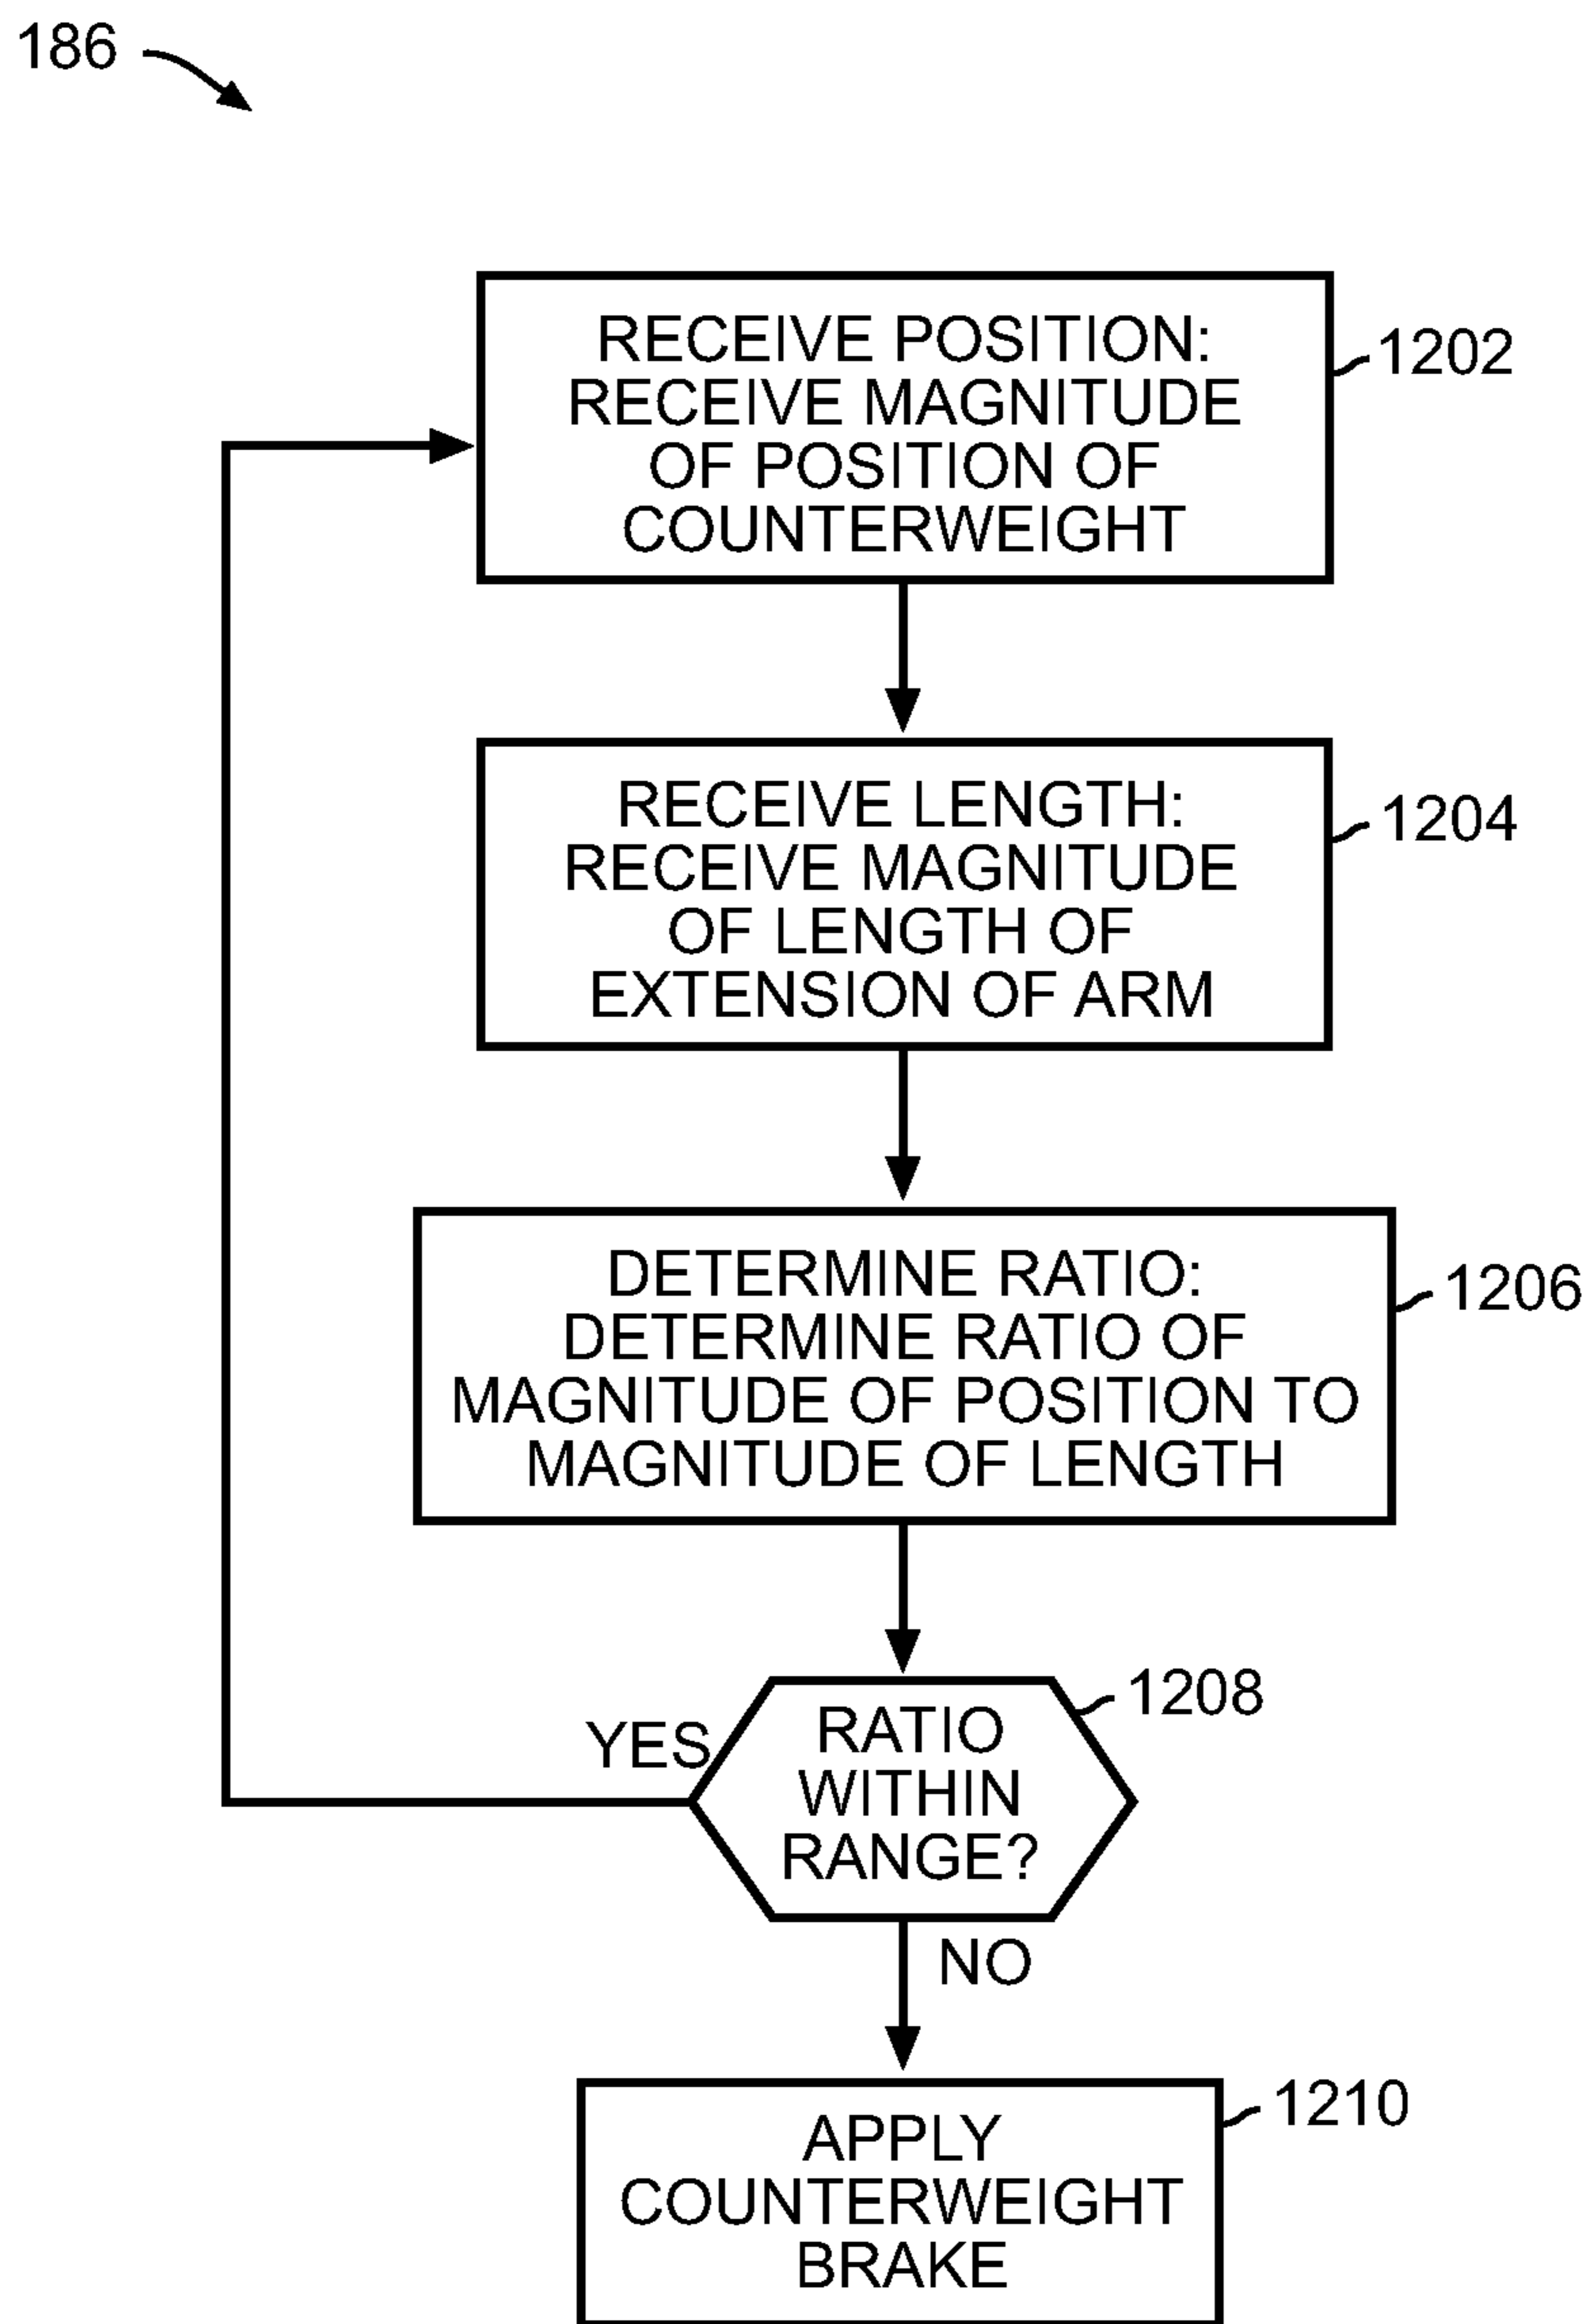 186
RECEIVE POSITION:
RECEIVE MAGNITUDE
OF POSITION OF
COUNTERWEIGHT
1202
RECEIVE LENGTH:
RECEIVE MAGNITUDE
OF LENGTH OF
EXTENSION OF ARM
1204
DETERMINE RATIO:
DETERMINE RATIO OF
MAGNITUDE OF POSITION TO
MAGNITUDE OF LENGTH
1206
YES
RATIO
WITHIN
RANGE?
1208
NO
APPLY
COUNTERWEIGHT
BRAKE
1210